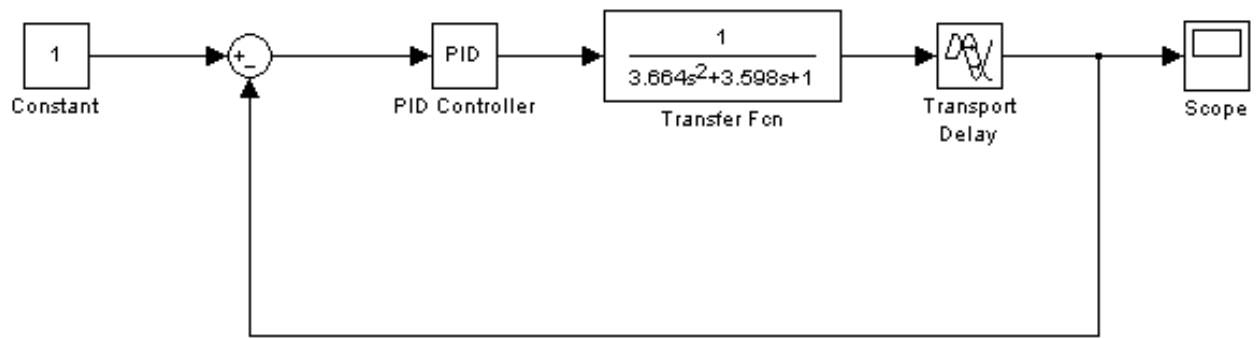 1
Constant
+
−
PID
PID Controller
1
3.664s²+3.598s+1
Transfer Fcn
Transport
Delay
Scope